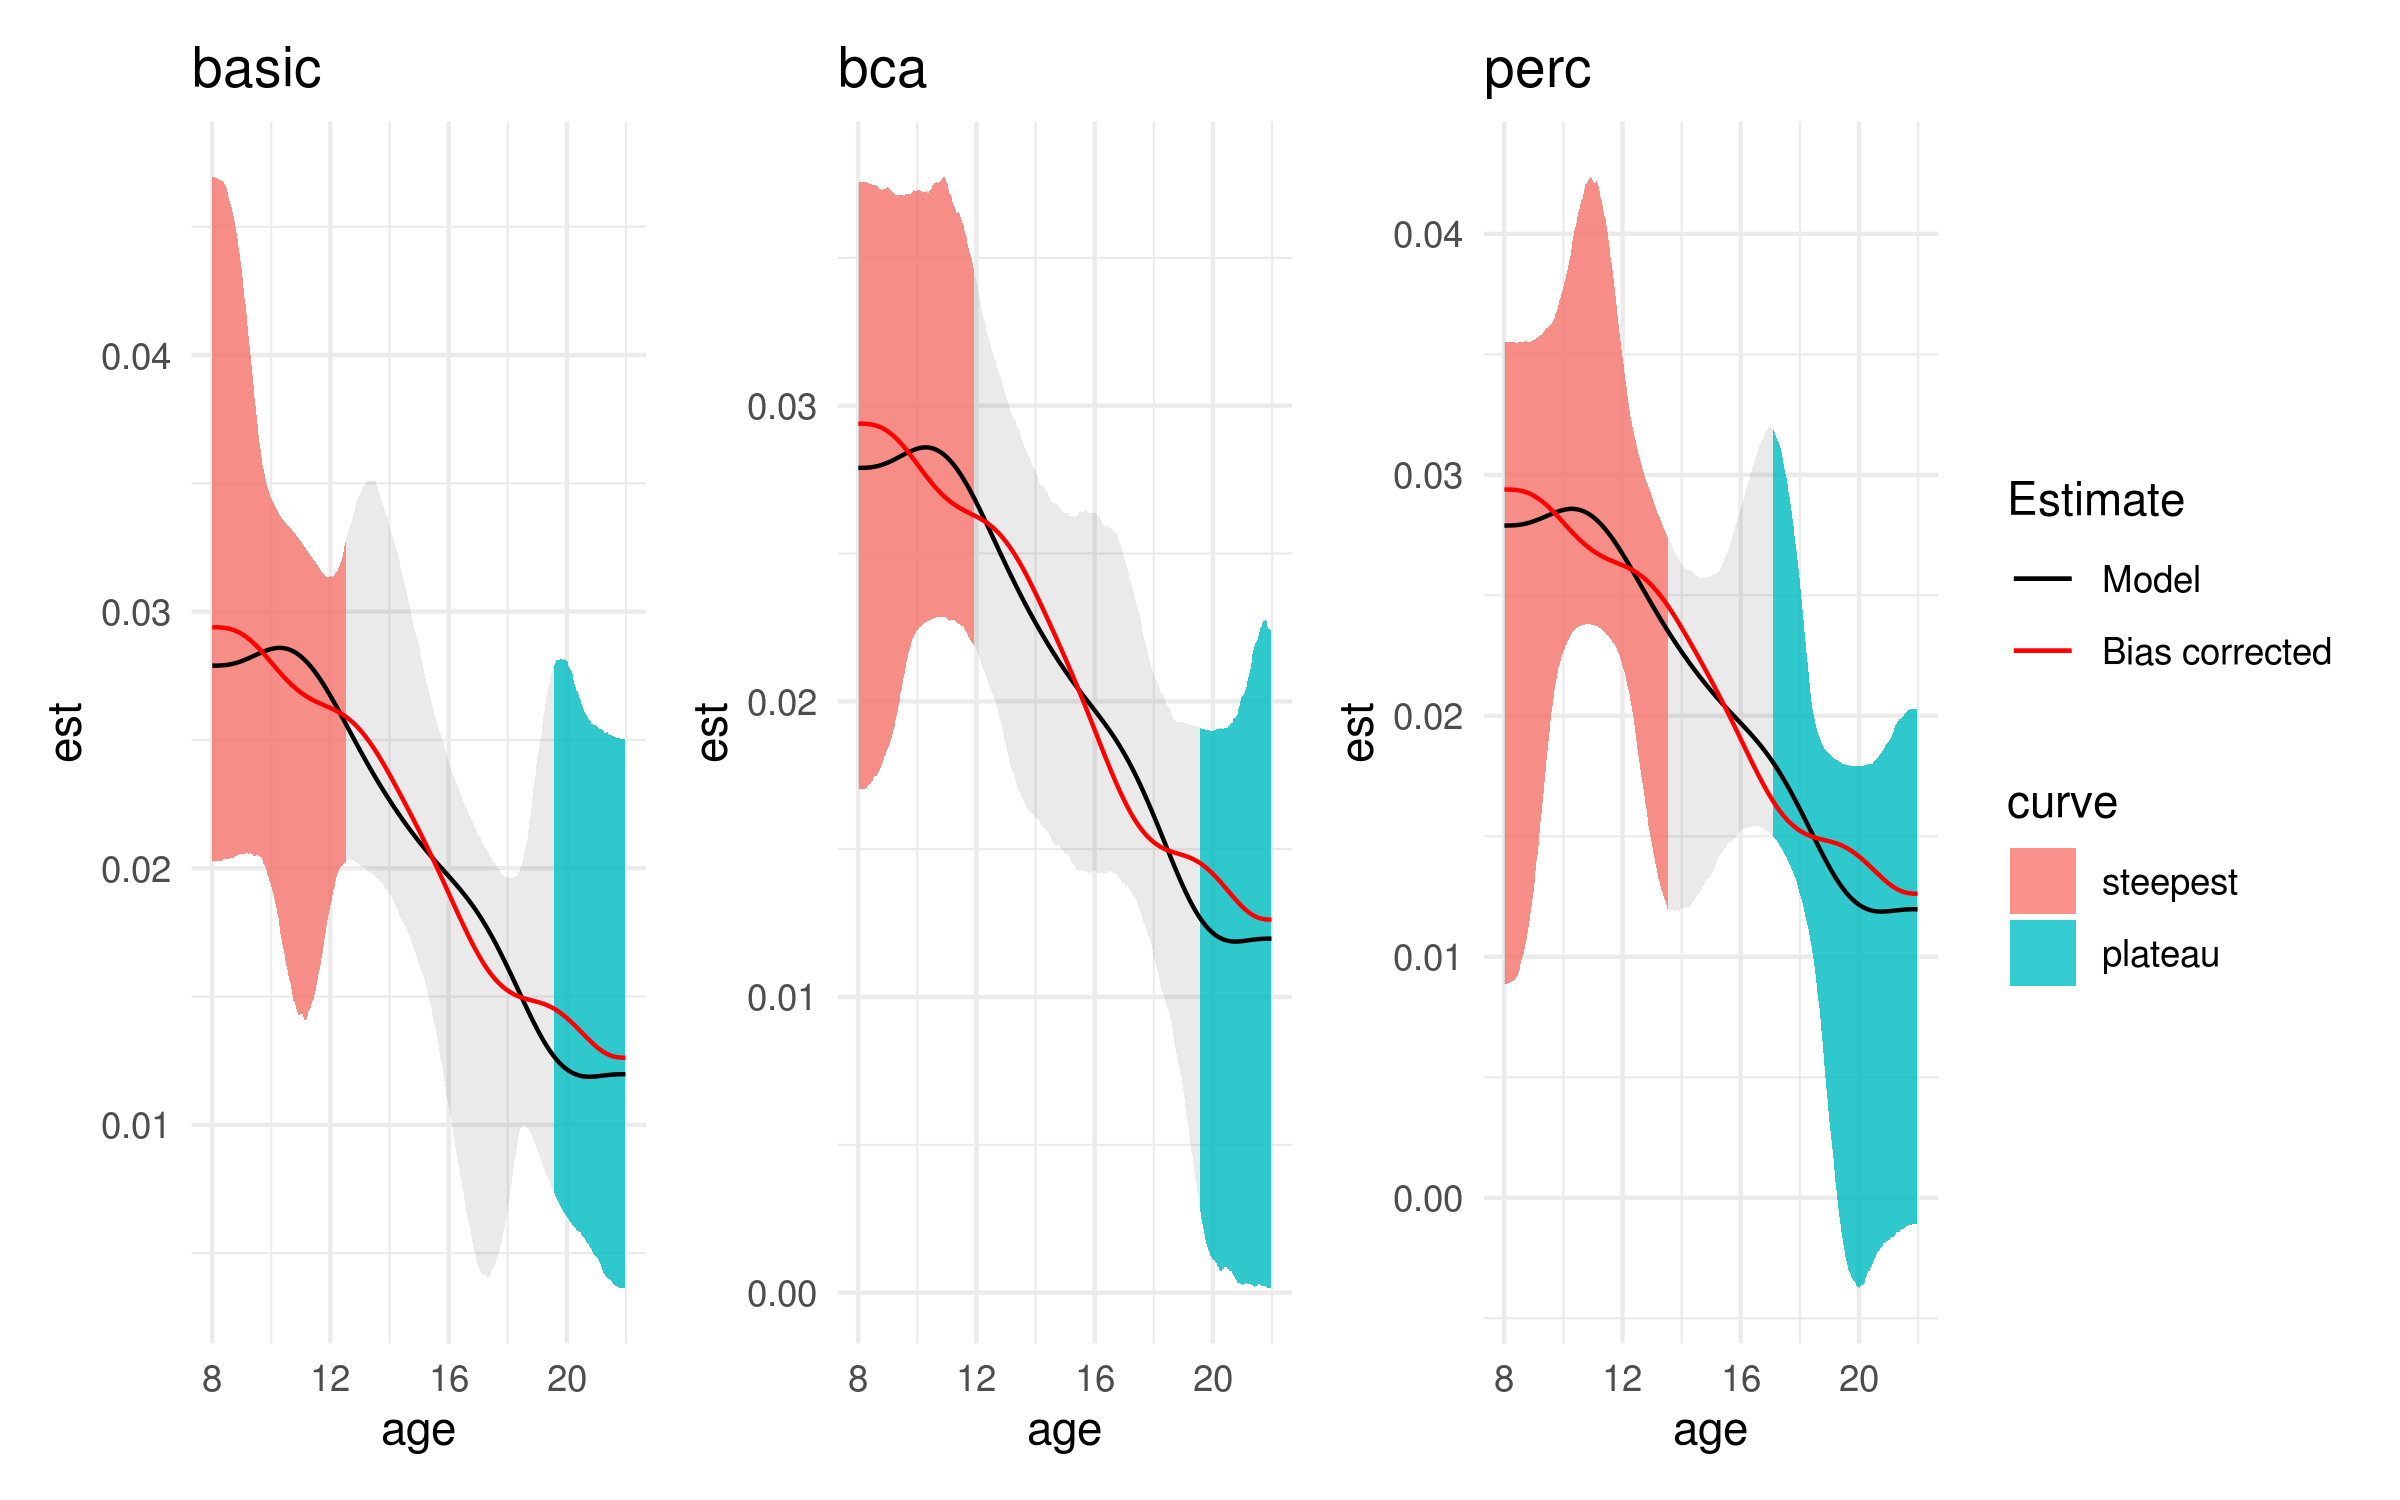 basic
bca
perc
est
0.04
0.03
0.02
0.01
8 12 16 20
age
est
0.03
0.02
0.01
0.00
8 12 16 20
age
est
0.04
0.03
0.02
0.01
0.00
8 12 16 20
age
Estimate
Model
Bias corrected
curve
steepest
plateau